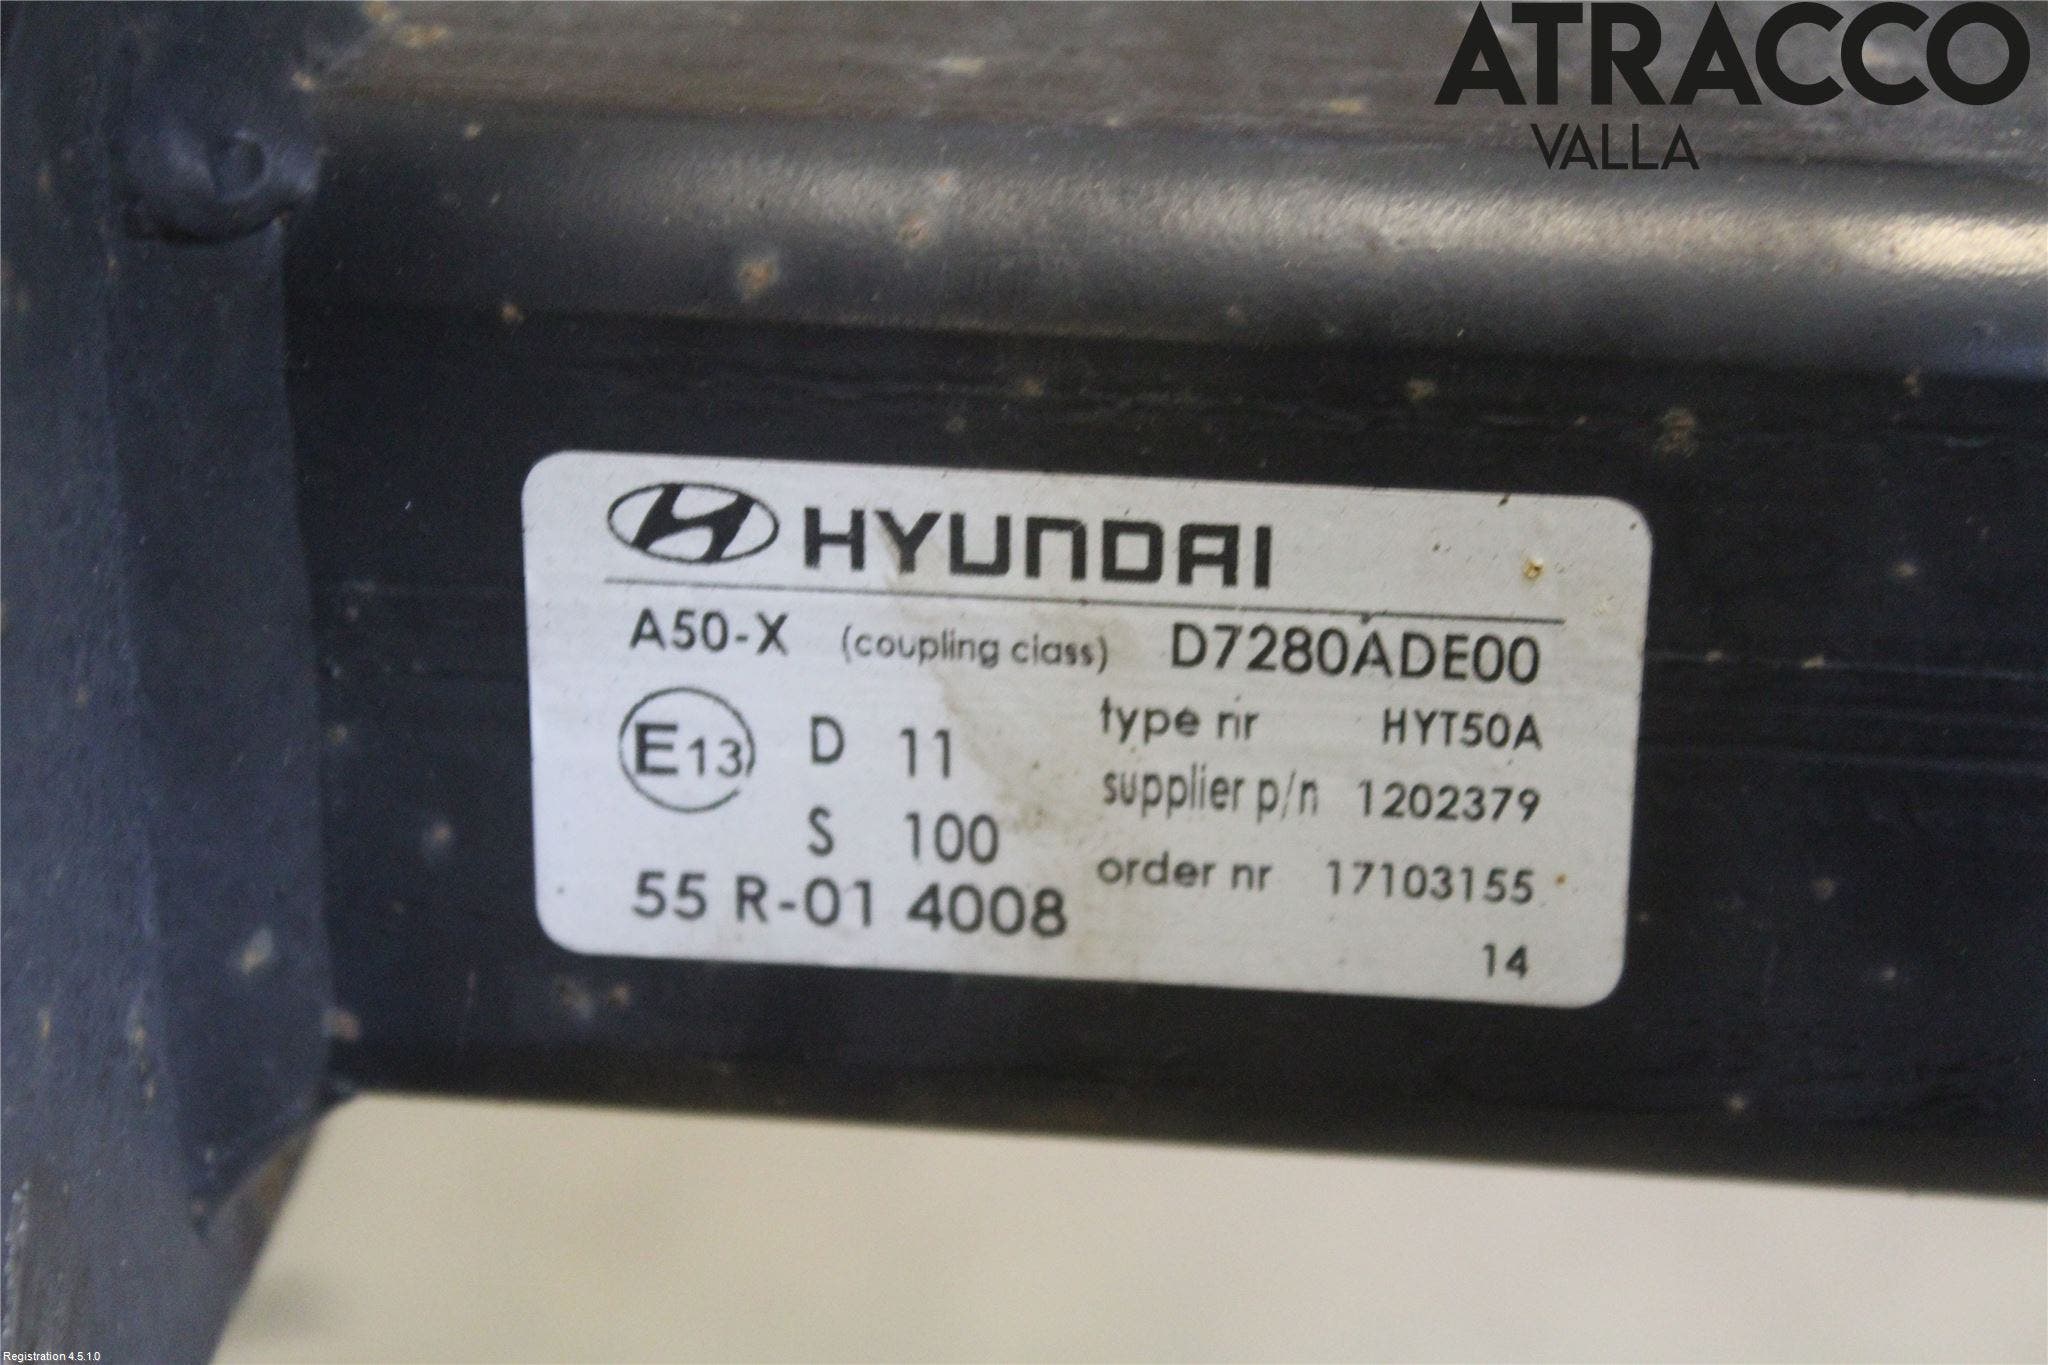 ATRACCO
VALLA
HYUNDAI
A50-X (coupling class) D7280ADE00
E13 D 11 type nr HYT50A
S 100 supplier p/n 1202379
55 R-01 4008 order nr 17103155
14
Registration 4.5.1.0